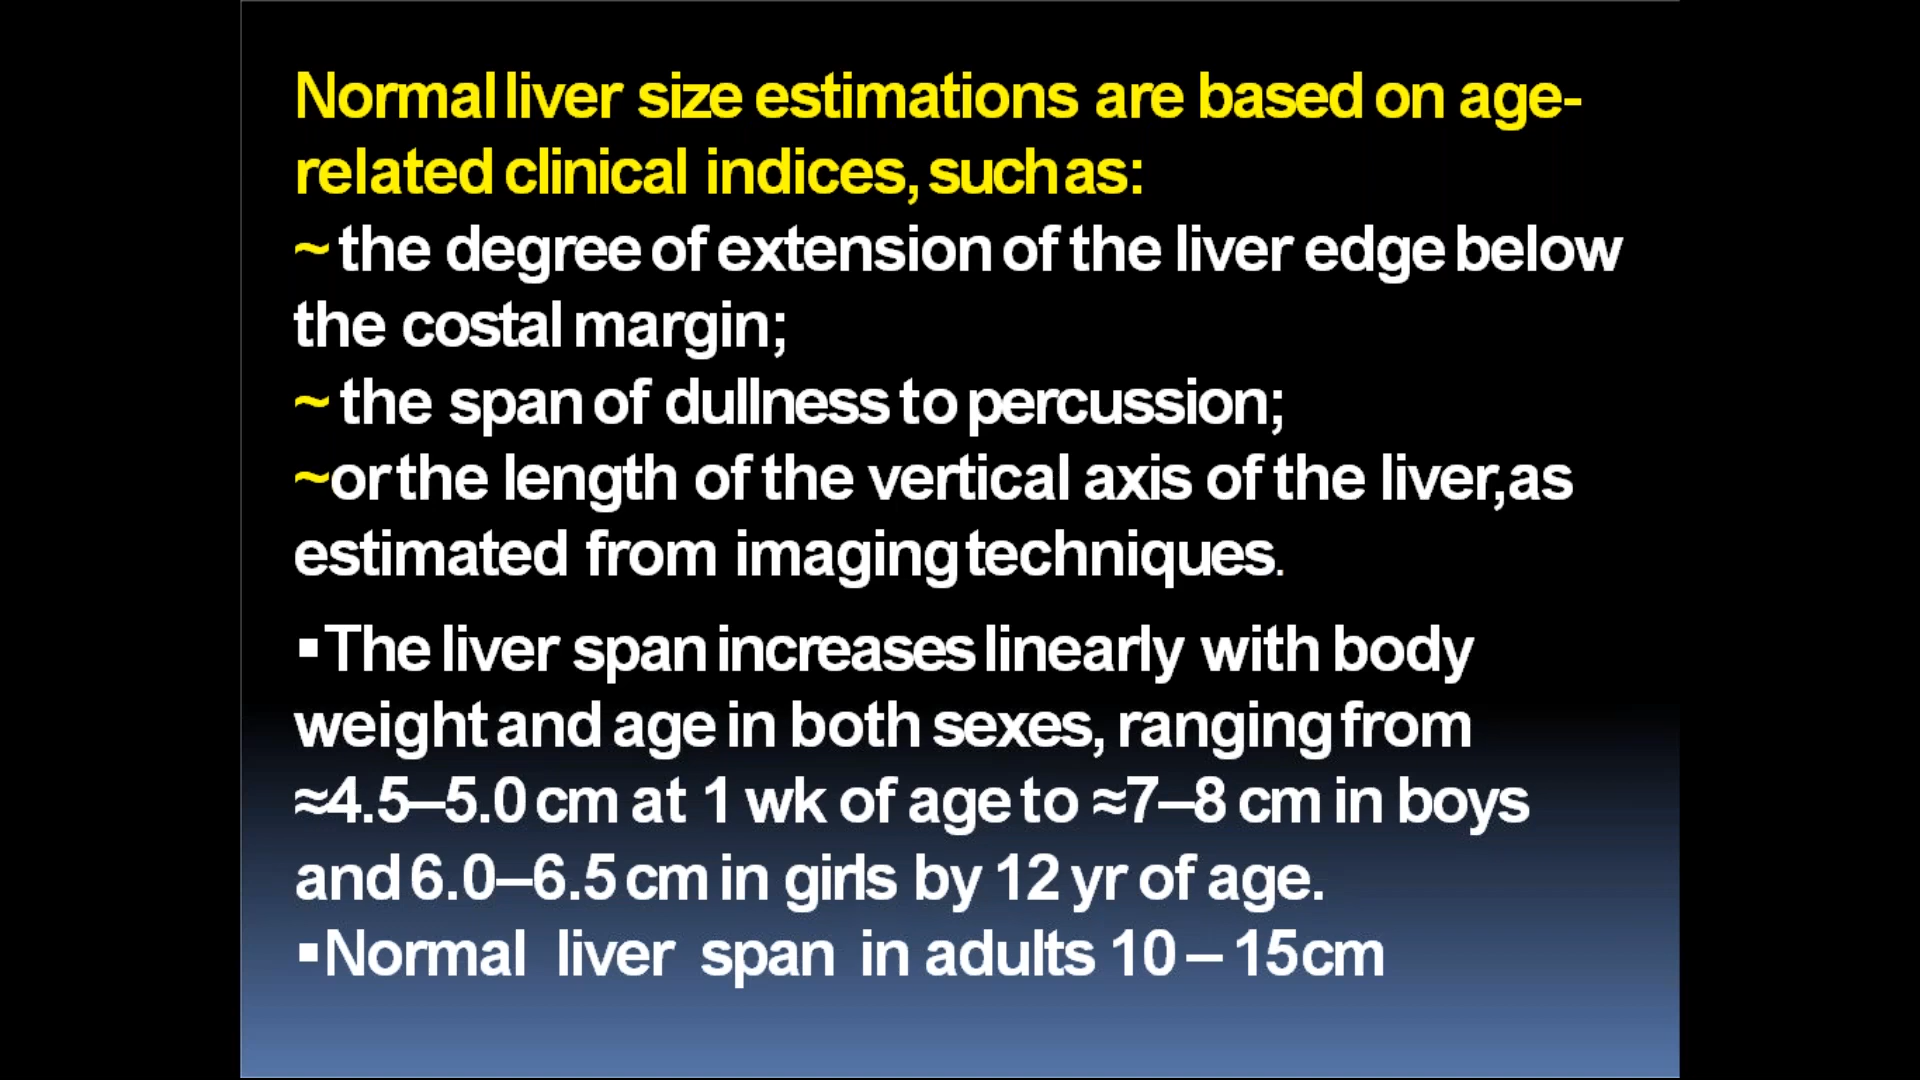 Normal liver size estimations are based on age-
related clinical indices, such as:
~ the degree of extension of the liver edge below
the costal margin;
~ the span of dullness to percussion;
~or the length of the vertical axis of the liver,as
estimated from imaging techniques.
▪The liver span increases linearly with body
weight and age in both sexes, ranging from
≈4.5–5.0 cm at 1 wk of age to ≈7–8 cm in boys
and 6.0–6.5 cm in girls by 12 yr of age.
▪Normal liver span in adults 10 – 15 cm